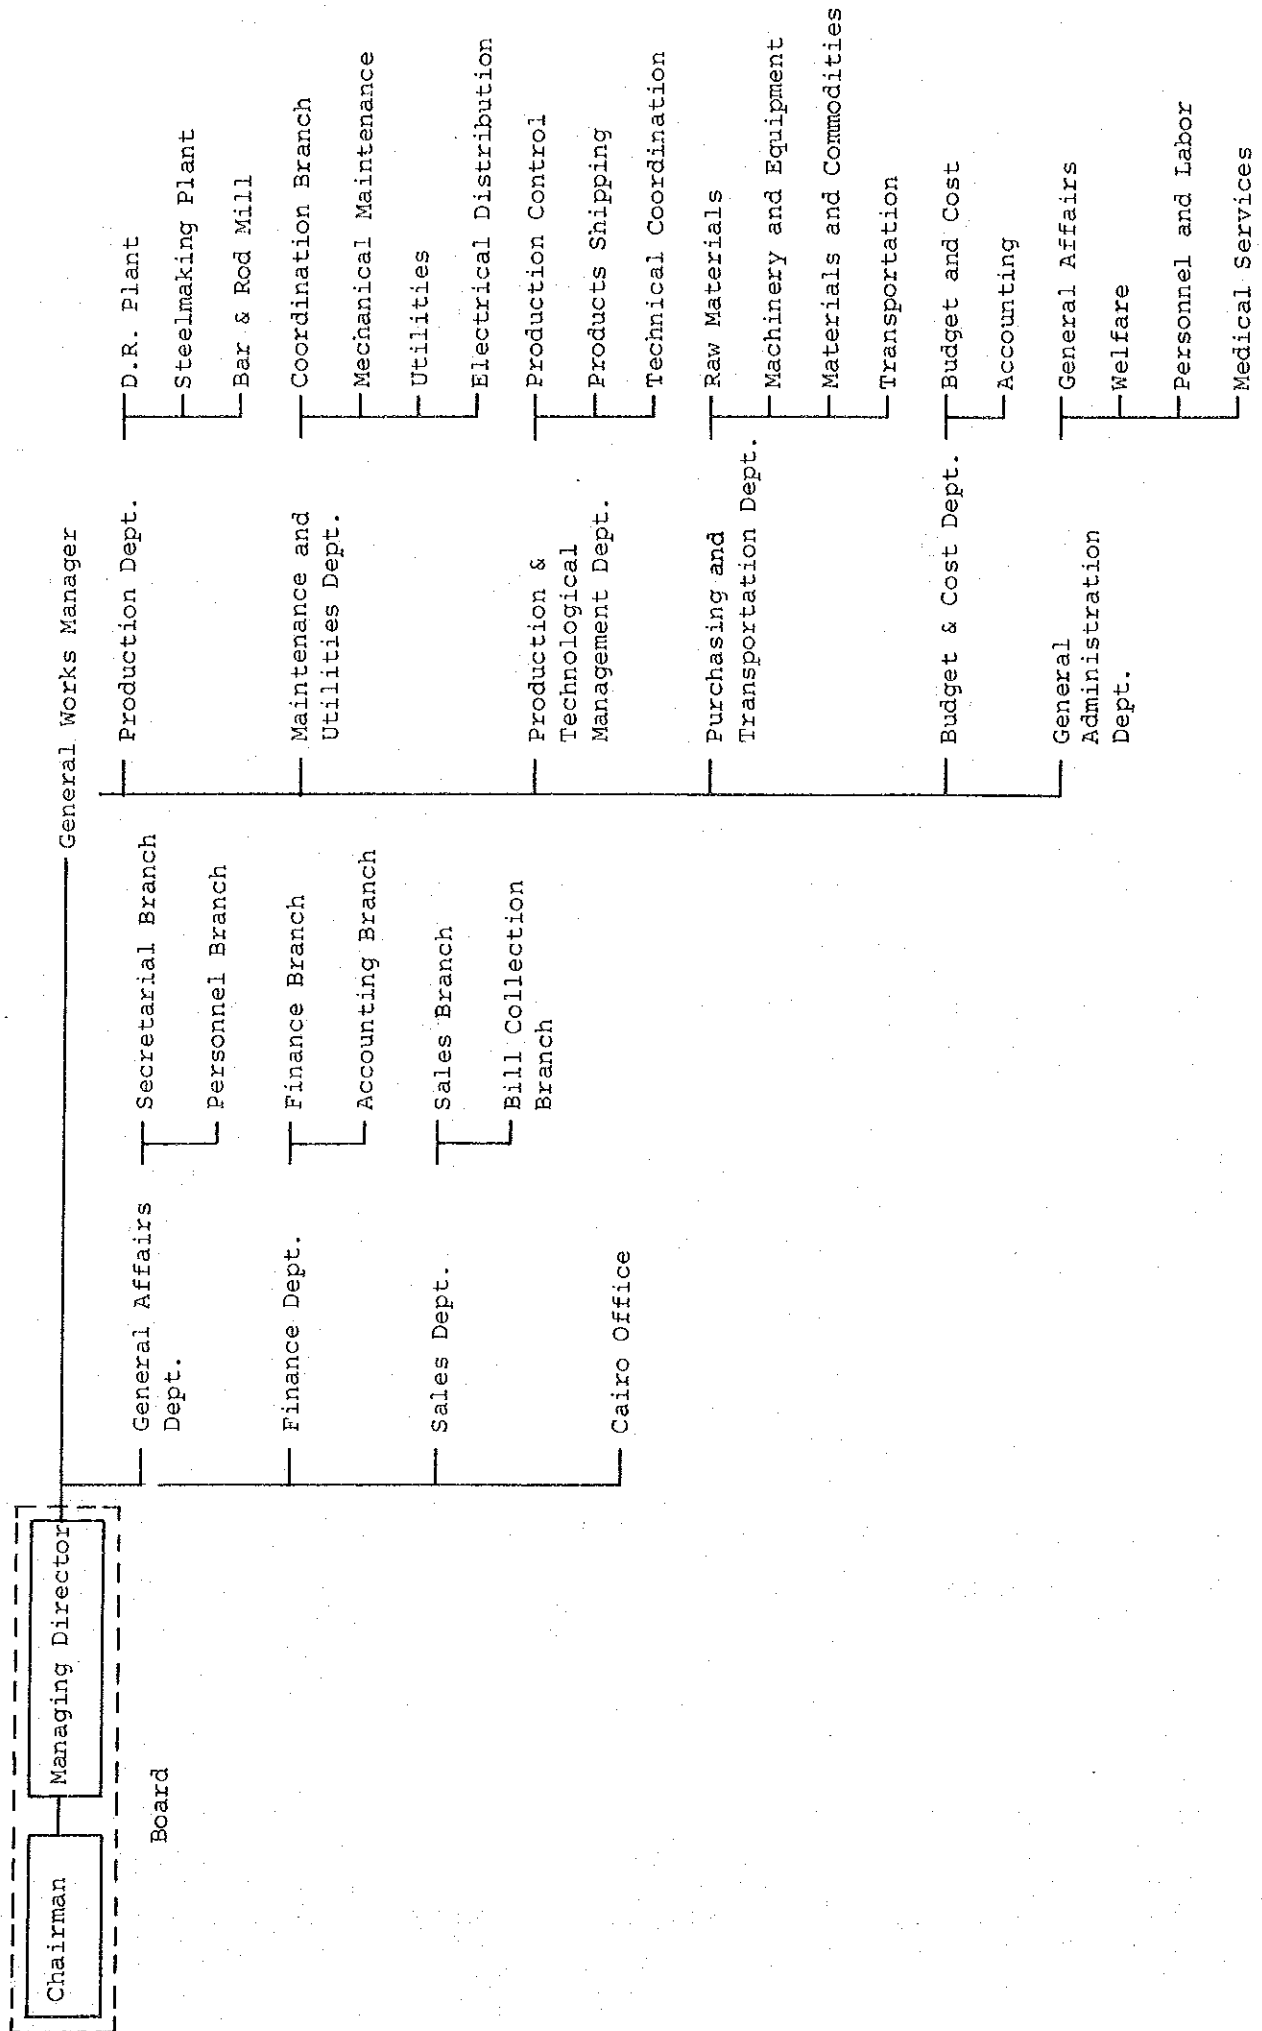 Chairman
Managing Director
Board
General Affairs
Dept.
Secretarial Branch
Personnel Branch
Finance Dept.
Finance Branch
Accounting Branch
Sales Dept.
Sales Branch
Bill Collection
Branch
Cairo Office
General Works Manager
Production Dept.
D.R. Plant
Steelmaking Plant
Bar & Rod Mill
Maintenance and
Utilities Dept.
Coordination Branch
Mechanical Maintenance
Utilities
Electrical Distribution
Production &
Technological
Management Dept.
Production Control
Products Shipping
Technical Coordination
Purchasing and
Transportation Dept.
Raw Materials
Machinery and Equipment
Materials and Commodities
Transportation
Budget & Cost Dept.
Budget and Cost
Accounting
General
Administration
Dept.
General Affairs
Welfare
Personnel and Labor
Medical Services